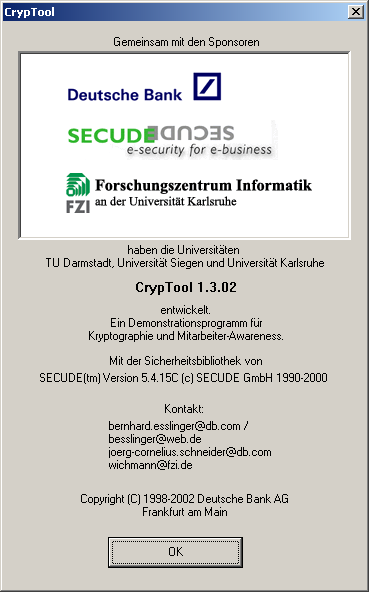 CrypTool
Gemeinsam mit den Sponsoren
Deutsche Bank
SECUDE SECUDE
e-security for e-business
FZI Forschungszentrum Informatik
an der Universität Karlsruhe
haben die Universitäten
TU Darmstadt, Universität Siegen und Universität Karlsruhe
CrypTool 1.3.02
entwickelt.
Ein Demonstrationsprogramm für
Kryptographie und Mitarbeiter-Awareness.
Mit der Sicherheitsbibliothek von
SECUDE(tm) Version 5.4.15C (c) SECUDE GmbH 1990-2000
Kontakt:
bernhard.esslinger@db.com /
besslinger@web.de
joerg-cornelius.schneider@db.com
wichmann@fzi.de
Copyright (C) 1998-2002 Deutsche Bank AG
Frankfurt am Main
OK